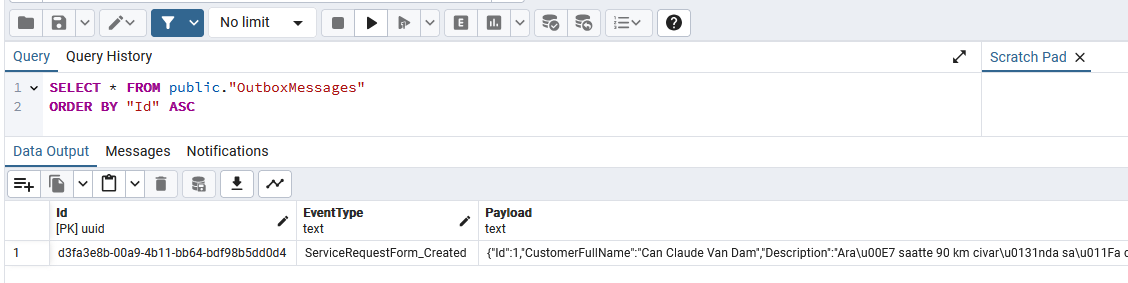 No limit
Query Query History Scratch Pad
1 SELECT * FROM public."OutboxMessages"
2 ORDER BY "Id" ASC
Data Output Messages Notifications
Id EventType Payload
[PK] uuid text text
1 d3fa3e8b-00a9-4b11-bb64-bdf98b5dd0d4 ServiceRequestForm_Created {"Id":1,"CustomerFullName":"Can Claude Van Dam","Description":"Ara\u00E7 saatte 90 km civar\u0131nda sa\u011Fa